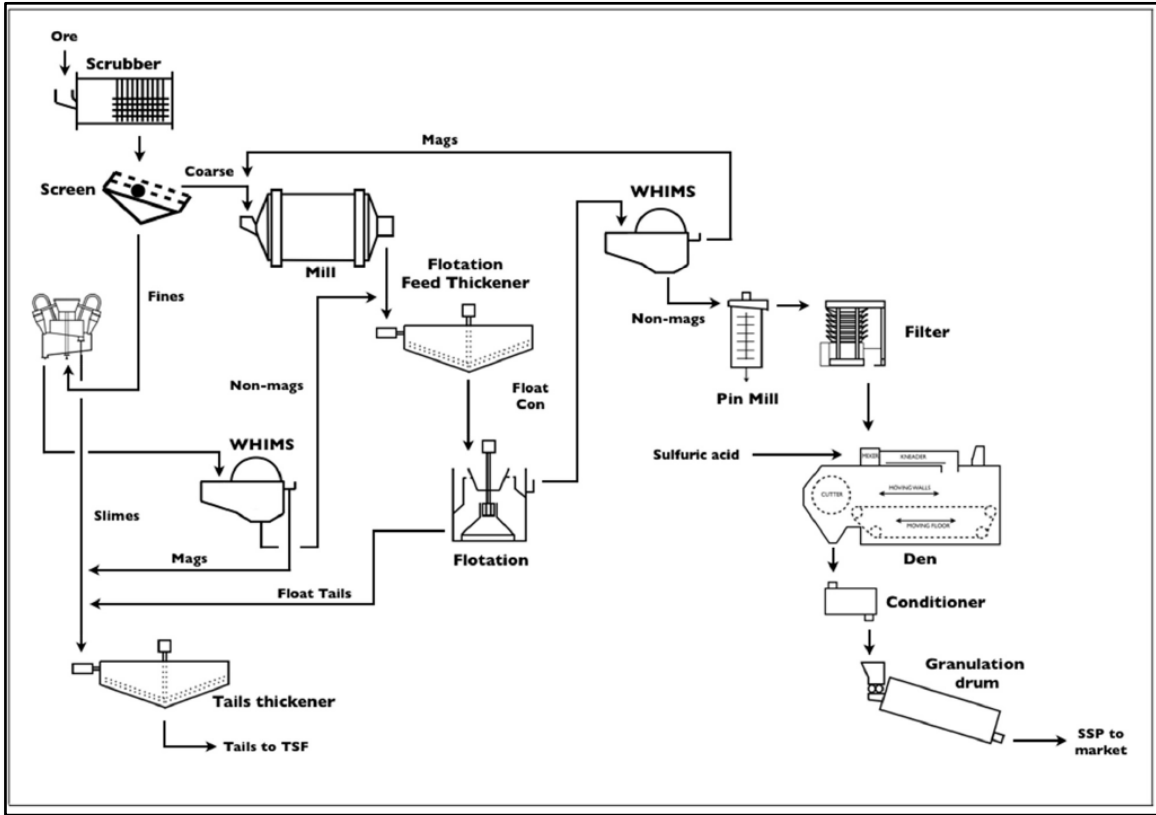 Ore
Scrubber
Mags
Coarse
Screen
WHIMS
Mill
Flotation
Feed Thickener
Fines
Non-mags
Filter
Non-mags
Float
Con
Pin Mill
WHIMS
Sulfuric acid
MIXER
KNEADER
CUTTER
MOVING WALLS
MOVING FLOOR
Slimes
Mags
Flotation
Den
Float Tails
Conditioner
Granulation
drum
Tails thickener
SSP to
market
Tails to TSF